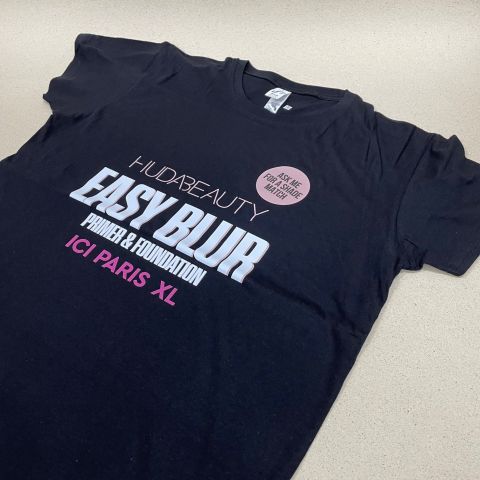 HUDABEAUTY
EASY BLUR
PRIMER & FOUNDATION
ICI PARIS XL
ASK ME
FOR A SHADE
MATCH